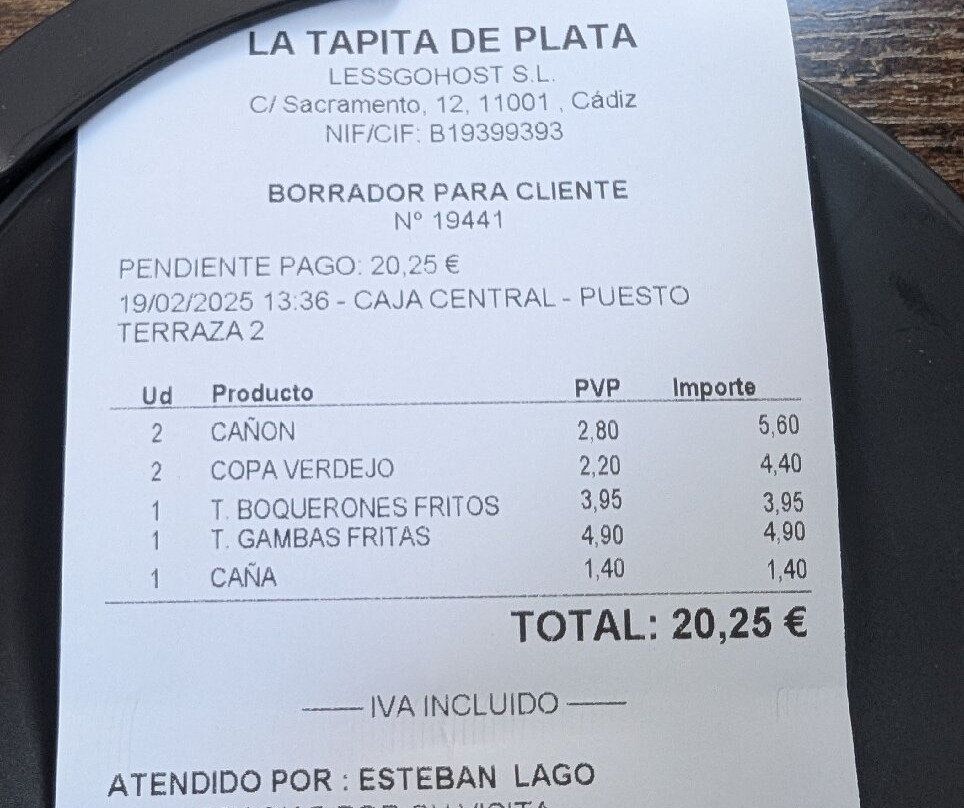 LA TAPITA DE PLATA
LESSGOHOST S.L.
C/ Sacramento, 12, 11001 , Cádiz
NIF/CIF: B19399393
BORRADOR PARA CLIENTE
Nº 19441
PENDIENTE PAGO: 20,25 €
19/02/2025 13:36 - CAJA CENTRAL - PUESTO
TERRAZA 2
Ud Producto PVP Importe
2 CAÑON 2,80 5,60
2 COPA VERDEJO 2,20 4,40
1 T. BOQUERONES FRITOS 3,95 3,95
1 T. GAMBAS FRITAS 4,90 4,90
1 CAÑA 1,40 1,40
TOTAL: 20,25 €
IVA INCLUIDO
ATENDIDO POR : ESTEBAN LAGO